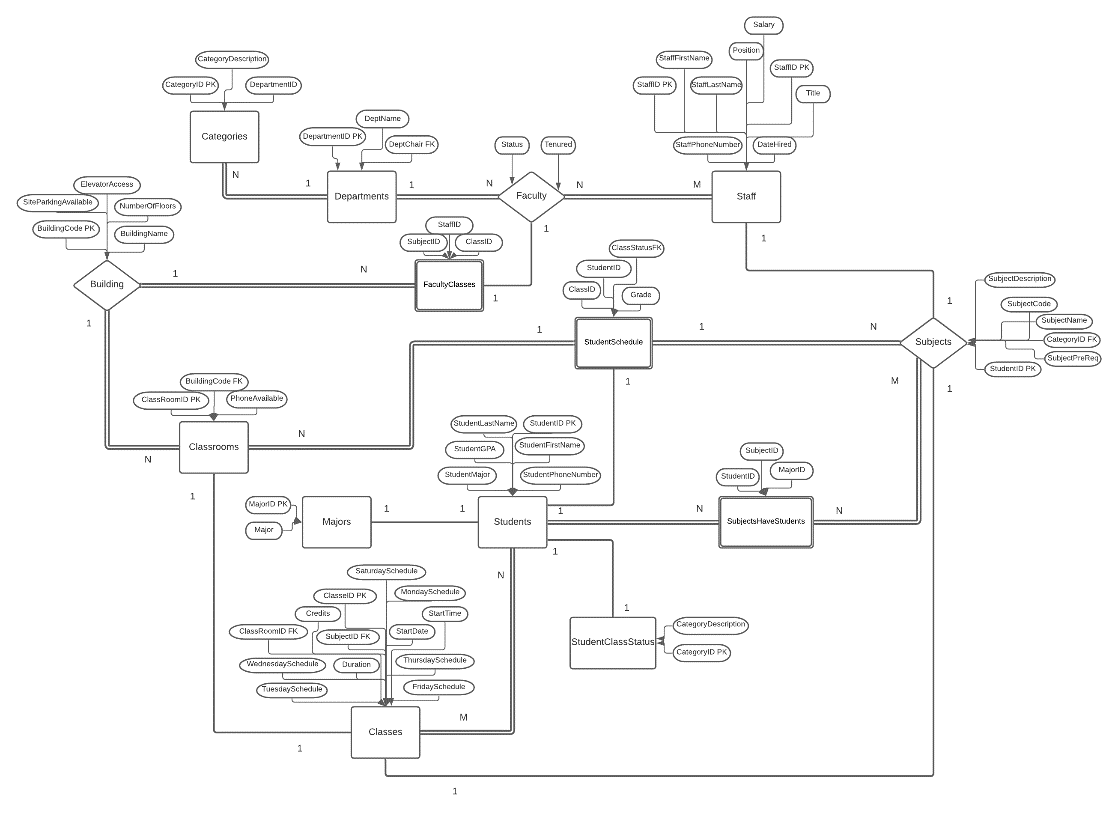 Salary
Position
CategoryDescription
StaffFirstName
StaffID PK
CategoryID PK
DepartmentID
StaffID PK
StaffLastName
Title
DeptName
Categories
DepartmentID PK
DeptChair FK
Status
Tenured
StaffPhoneNumber
DateHired
N
1
1
N
N
M
ElevatorAccess
Departments
Faculty
Staff
SiteParkingAvailable
NumberOfFloors
StaffID
BuildingCode PK
BuildingName
SubjectID
ClassID
1
1
ClassStatusFK
StudentID
1
N
SubjectDescription
Building
FacultyClasses
ClassID
Grade
1
1
SubjectCode
1
SubjectName
1
1
N
StudentSchedule
Subjects
CategoryID FK
SubjectPreReq
StudentID PK
BuildingCode FK
1
M
1
ClassRoomID PK
PhoneAvailable
StudentLastName
StudentID PK
N
Classrooms
StudentGPA
StudentFirstName
SubjectID
N
StudentMajor
StudentPhoneNumber
StudentID
MajorID
1
MajorID PK
1
1
1
N
N
Majors
Students
SubjectsHaveStudents
Major
1
SaturdaySchedule
N
ClasseID PK
MondaySchedule
Credits
StartTime
1
ClassRoomID FK
SubjectID FK
StartDate
CategoryDescription
StudentClassStatus
CategoryID PK
WednesdaySchedule
Duration
ThursdaySchedule
TuesdaySchedule
FridaySchedule
M
Classes
1
1